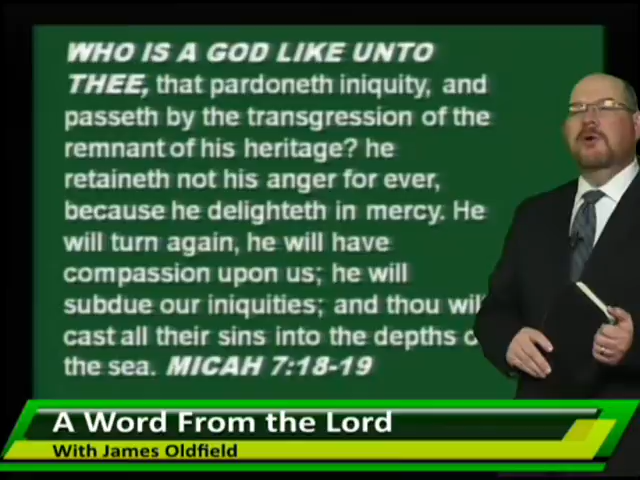 WHO IS A GOD LIKE UNTO
THEE, that pardoneth iniquity, and
passeth by the transgression of the
remnant of his heritage? he
retaineth not his anger for ever,
because he delighteth in mercy. He
will turn again, he will have
compassion upon us; he will
subdue our iniquities; and thou wil
cast all their sins into the depths o
the sea. MICAH 7:18-19
A Word From the Lord
With James Oldfield